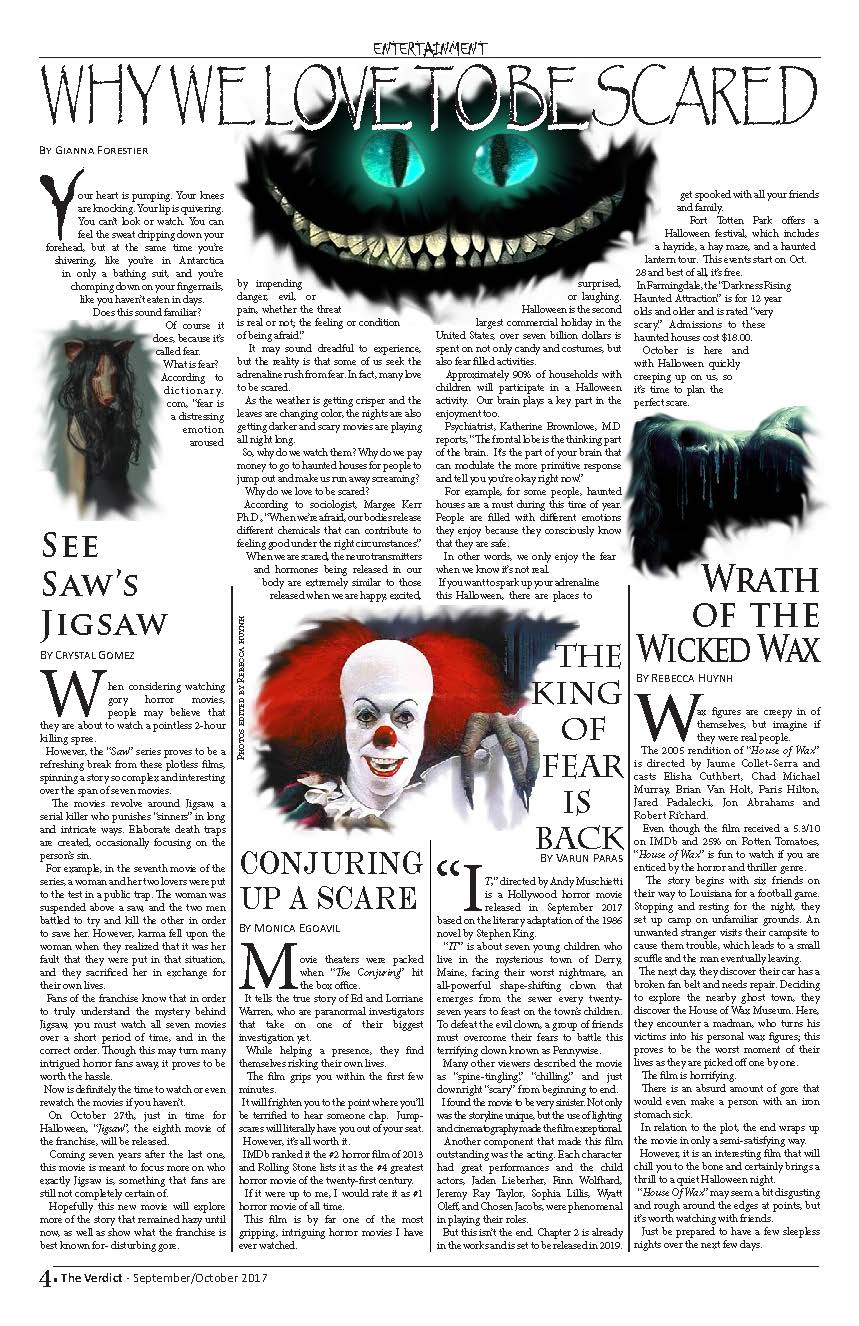 ENTERTAINMENT
WHY WE LOVE TO BE SCARED
BY GIANNA FORESTIER
Your heart is pumping. Your knees
are knocking. Your lip is quivering.
You can't look or watch. You can
feel the sweat dripping down your
forehead, but at the same time you're
shivering, like you're in Antarctica
in only a bathing suit, and you're
chomping down on your fingernails,
like you haven't eaten in days.
Does this sound familiar?
Of course it
does, because it's
called fear.
What is fear?
According to
dictionary.
com, "fear is
a distressing
emotion
aroused
by impending
danger, evil, or
pain, whether the threat
is real or not; the feeling or condition
of being afraid."
It may sound dreadful to experience,
but the reality is that some of us seek the
adrenaline rush from fear. In fact, many love
to be scared.
As the weather is getting crisper and the
leaves are changing color, the nights are also
getting darker and scary movies are playing
all night long.
So, why do we watch them? Why do we pay
money to go to haunted houses for people to
jump out and make us run away screaming?
Why do we love to be scared?
According to sociologist, Margee Kerr
Ph.D., "When we're afraid, our bodies release
different chemicals that can contribute to
feeling good under the right circumstances."
When we are scared, the neurotransmitters
and hormones being released in our
body are extremely similar to those
released when we are happy, excited,
surprised,
or laughing.
Halloween is the second
largest commercial holiday in the
United States, over seven billion dollars is
spent on not only candy and costumes, but
also fear filled activities.
Approximately 90% of households with
children will participate in a Halloween
activity. Our brain plays a key part in the
enjoyment too.
Psychiatrist, Katherine Brownlowe, M.D
reports, "The frontal lobe is the thinking part
of the brain. It's the part of your brain that
can modulate the more primitive response
and tell you you're okay right now."
For example, for some people, haunted
houses are a must during this time of year.
People are filled with different emotions
they enjoy because they consciously know
that they are safe.
In other words, we only enjoy the fear
when we know it's not real.
If you want to spark up your adrenaline
this Halloween, there are places to
get spooked with all your friends
and family.
Fort Totten Park offers a
Halloween festival, which includes
a hayride, a hay maze, and a haunted
lantern tour. This events start on Oct.
28 and best of all, it's free.
In Farmingdale, the "Darkness Rising
Haunted Attraction" is for 12 year
olds and older and is rated "very
scary." Admissions to these
haunted houses cost $18.00.
October is here and
with Halloween quickly
creeping up on us, so
it's time to plan the
perfect scare.
SEE
SAW'S
JIGSAW
BY CRYSTAL GOMEZ
When considering watching
gory horror movies,
people may believe that
they are about to watch a pointless 2-hour
killing spree.
However, the "Saw" series proves to be a
refreshing break from these plotless films,
spinning a story so complex and interesting
over the span of seven movies.
The movies revolve around Jigsaw, a
serial killer who punishes "sinners" in long
and intricate ways. Elaborate death traps
are created, occasionally focusing on the
person's sin.
For example, in the seventh movie of the
series, a woman and her two lovers were put
to the test in a public trap. The woman was
suspended above a saw, and the two men
battled to try and kill the other in order
to save her. However, karma fell upon the
woman when they realized that it was her
fault that they were put in that situation,
and they sacrificed her in exchange for
their own lives.
Fans of the franchise know that in order
to truly understand the mystery behind
Jigsaw, you must watch all seven movies
over a short period of time, and in the
correct order. Though this may turn many
intrigued horror fans away, it proves to be
worth the hassle.
Now is definitely the time to watch or even
rewatch the movies if you haven't.
On October 27th, just in time for
Halloween, "Jigsaw", the eighth movie of
the franchise, will be released.
Coming seven years after the last one,
this movie is meant to focus more on who
exactly Jigsaw is, something that fans are
still not completely certain of.
Hopefully this new movie will explore
more of the story that remained hazy until
now, as well as show what the franchise is
best known for- disturbing gore.
PHOTOS EDITED BY REBECCA HUYNH
CONJURING
UP A SCARE
BY MONICA EGOAVIL
Movie theaters were packed
when "The Conjuring" hit
the box office.
It tells the true story of Ed and Lorriane
Warren, who are paranormal investigators
that take on one of their biggest
investigation yet.
While helping a presence, they find
themselves risking their own lives.
The film grips you within the first few
minutes.
It will frighten you to the point where you'll
be terrified to hear someone clap. Jump-
scares will literally have you out of your seat.
However, it's all worth it.
IMDb ranked it the #2 horror film of 2013
and Rolling Stone lists it as the #4 greatest
horror movie of the twenty-first century.
If it were up to me, I would rate it as #1
horror movie of all time.
This film is by far one of the most
gripping, intriguing horror movies I have
ever watched.
THE
KING
OF
FEAR
IS
BACK
BY VARUN PARAS
"IT," directed by Andy Muschietti
is a Hollywood horror movie
released in September 2017
based on the literary adaptation of the 1986
novel by Stephen King.
"IT" is about seven young children who
live in the mysterious town of Derry,
Maine, facing their worst nightmare, an
all-powerful shape-shifting clown that
emerges from the sewer every twenty-
seven years to feast on the town's children.
To defeat the evil clown, a group of friends
must overcome their fears to battle this
terrifying clown known as Pennywise.
Many other viewers described the movie
as "spine-tingling," "chilling," and just
downright "scary" from beginning to end.
I found the movie to be very sinister. Not only
was the storyline unique, but the use of lighting
and cinematography made the film exceptional.
Another component that made this film
outstanding was the acting. Each character
had great performances and the child
actors, Jaden Lieberher, Finn Wolfhard,
Jeremy Ray Taylor, Sophia Lillis, Wyatt
Oleff, and Chosen Jacobs, were phenomenal
in playing their roles.
But this isn't the end. Chapter 2 is already
in the works and is set to be released in 2019.
WRATH
OF THE
WICKED WAX
BY REBECCA HUYNH
Wax figures are creepy in of
themselves, but imagine if
they were real people.
The 2005 rendition of "House of Wax"
is directed by Jaume Collet-Serra and
casts Elisha Cuthbert, Chad Michael
Murray, Brian Van Holt, Paris Hilton,
Jared Padalecki, Jon Abrahams and
Robert Ri'chard.
Even though the film received a 5.3/10
on IMDb and 25% on Rotten Tomatoes,
"House of Wax" is fun to watch if you are
enticed by the horror and thriller genre.
The story begins with six friends on
their way to Louisiana for a football game.
Stopping and resting for the night, they
set up camp on unfamiliar grounds. An
unwanted stranger visits their campsite to
cause them trouble, which leads to a small
scuffle and the man eventually leaving.
The next day, they discover their car has a
broken fan belt and needs repair. Deciding
to explore the nearby ghost town, they
discover the House of Wax Museum. Here,
they encounter a madman, who turns his
victims into his personal wax figures; this
proves to be the worst moment of their
lives as they are picked off one by one.
The film is horrifying.
There is an absurd amount of gore that
would even make a person with an iron
stomach sick.
In relation to the plot, the end wraps up
the movie in only a semi-satisfying way.
However, it is an interesting film that will
chill you to the bone and certainly brings a
thrill to a quiet Halloween night.
"House Of Wax" may seem a bit disgusting
and rough around the edges at points, but
it's worth watching with friends.
Just be prepared to have a few sleepless
nights over the next few days.
4. The Verdict - September/October 2017